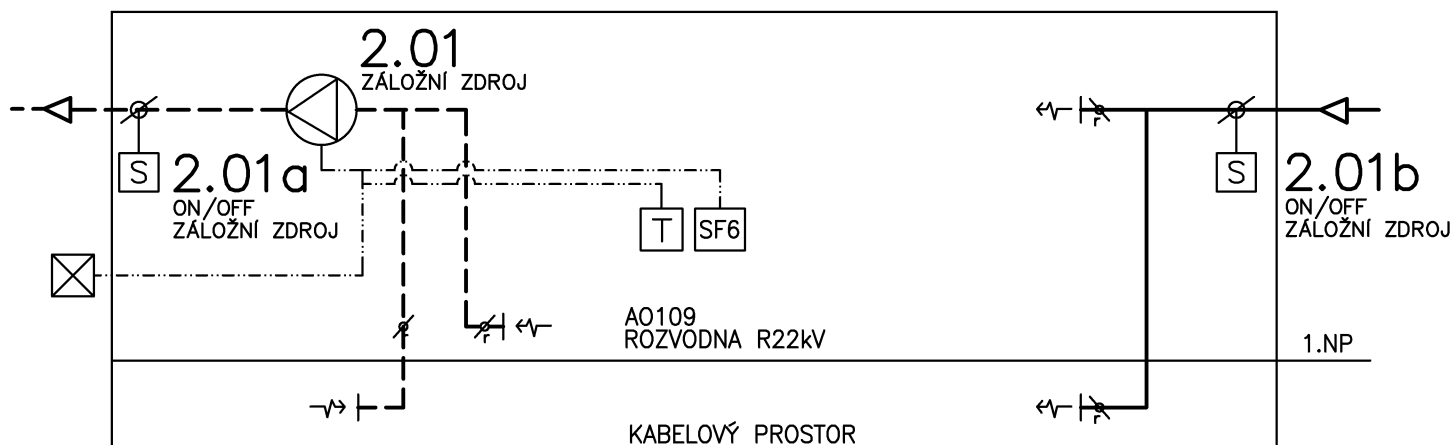 2.01
ZÁLOŽNÍ ZDROJ
S
2.01a
ON/OFF
ZÁLOŽNÍ ZDROJ
T
SF6
S
2.01b
ON/OFF
ZÁLOŽNÍ ZDROJ
r
r
r
A0109
ROZVODNA R22kV
1.NP
r
KABELOVÝ PROSTOR